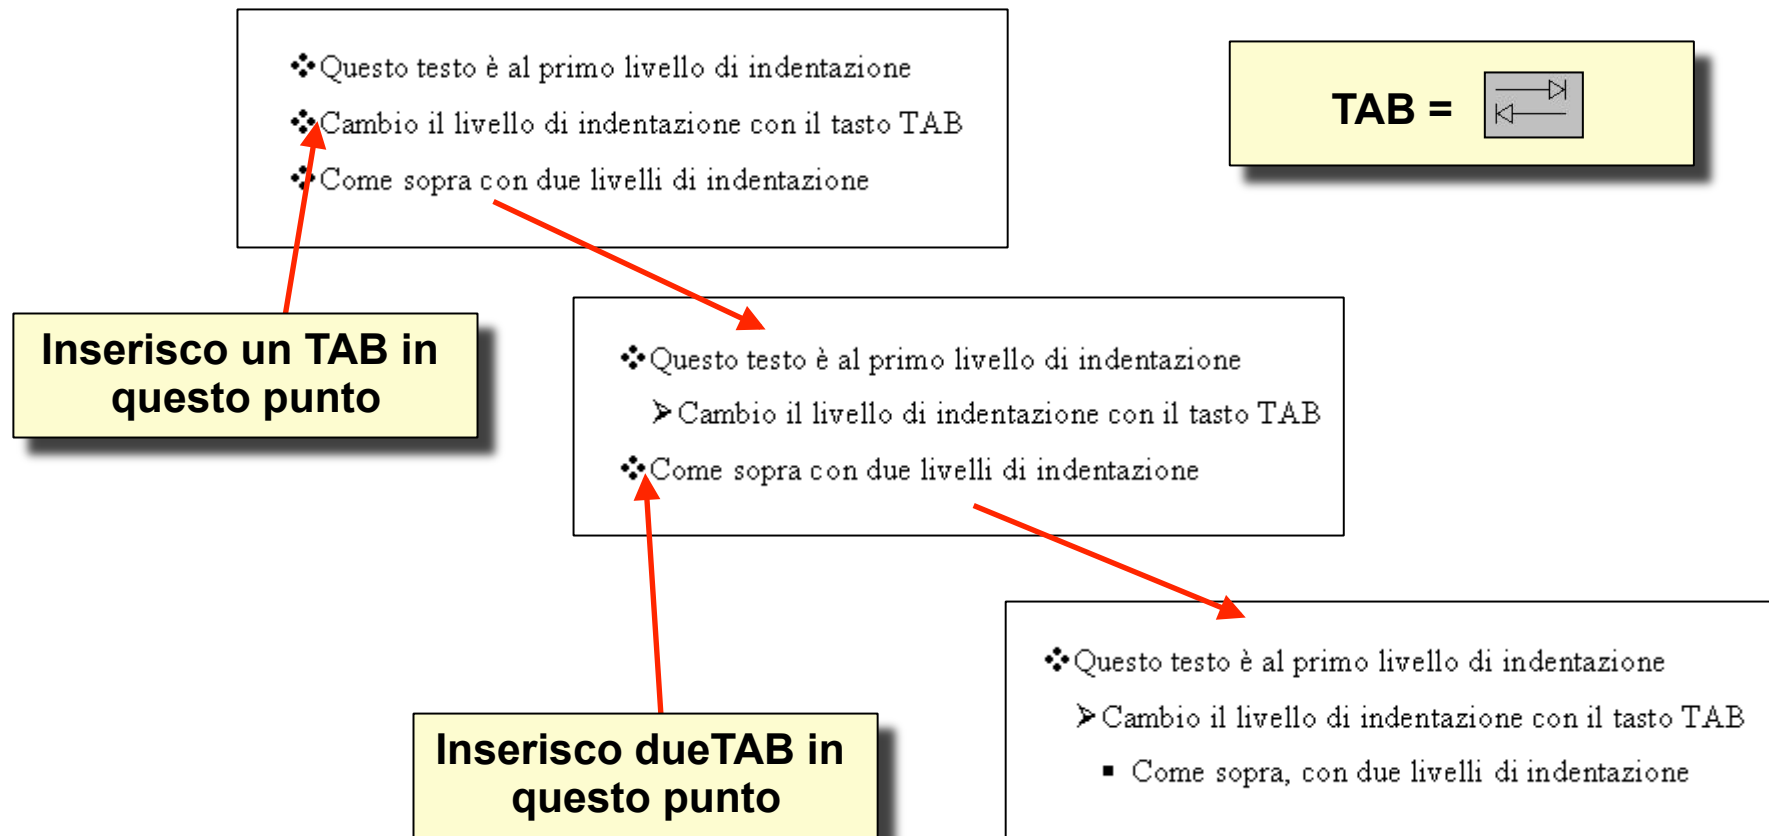 ❖Questo testo è al primo livello di indentazione
❖Cambio il livello di indentazione con il tasto TAB
❖Come sopra con due livelli di indentazione
TAB =
Inserisco un TAB in
questo punto
❖Questo testo è al primo livello di indentazione
➢Cambio il livello di indentazione con il tasto TAB
❖Come sopra con due livelli di indentazione
Inserisco dueTAB in
questo punto
❖Questo testo è al primo livello di indentazione
➢Cambio il livello di indentazione con il tasto TAB
▪ Come sopra, con due livelli di indentazione